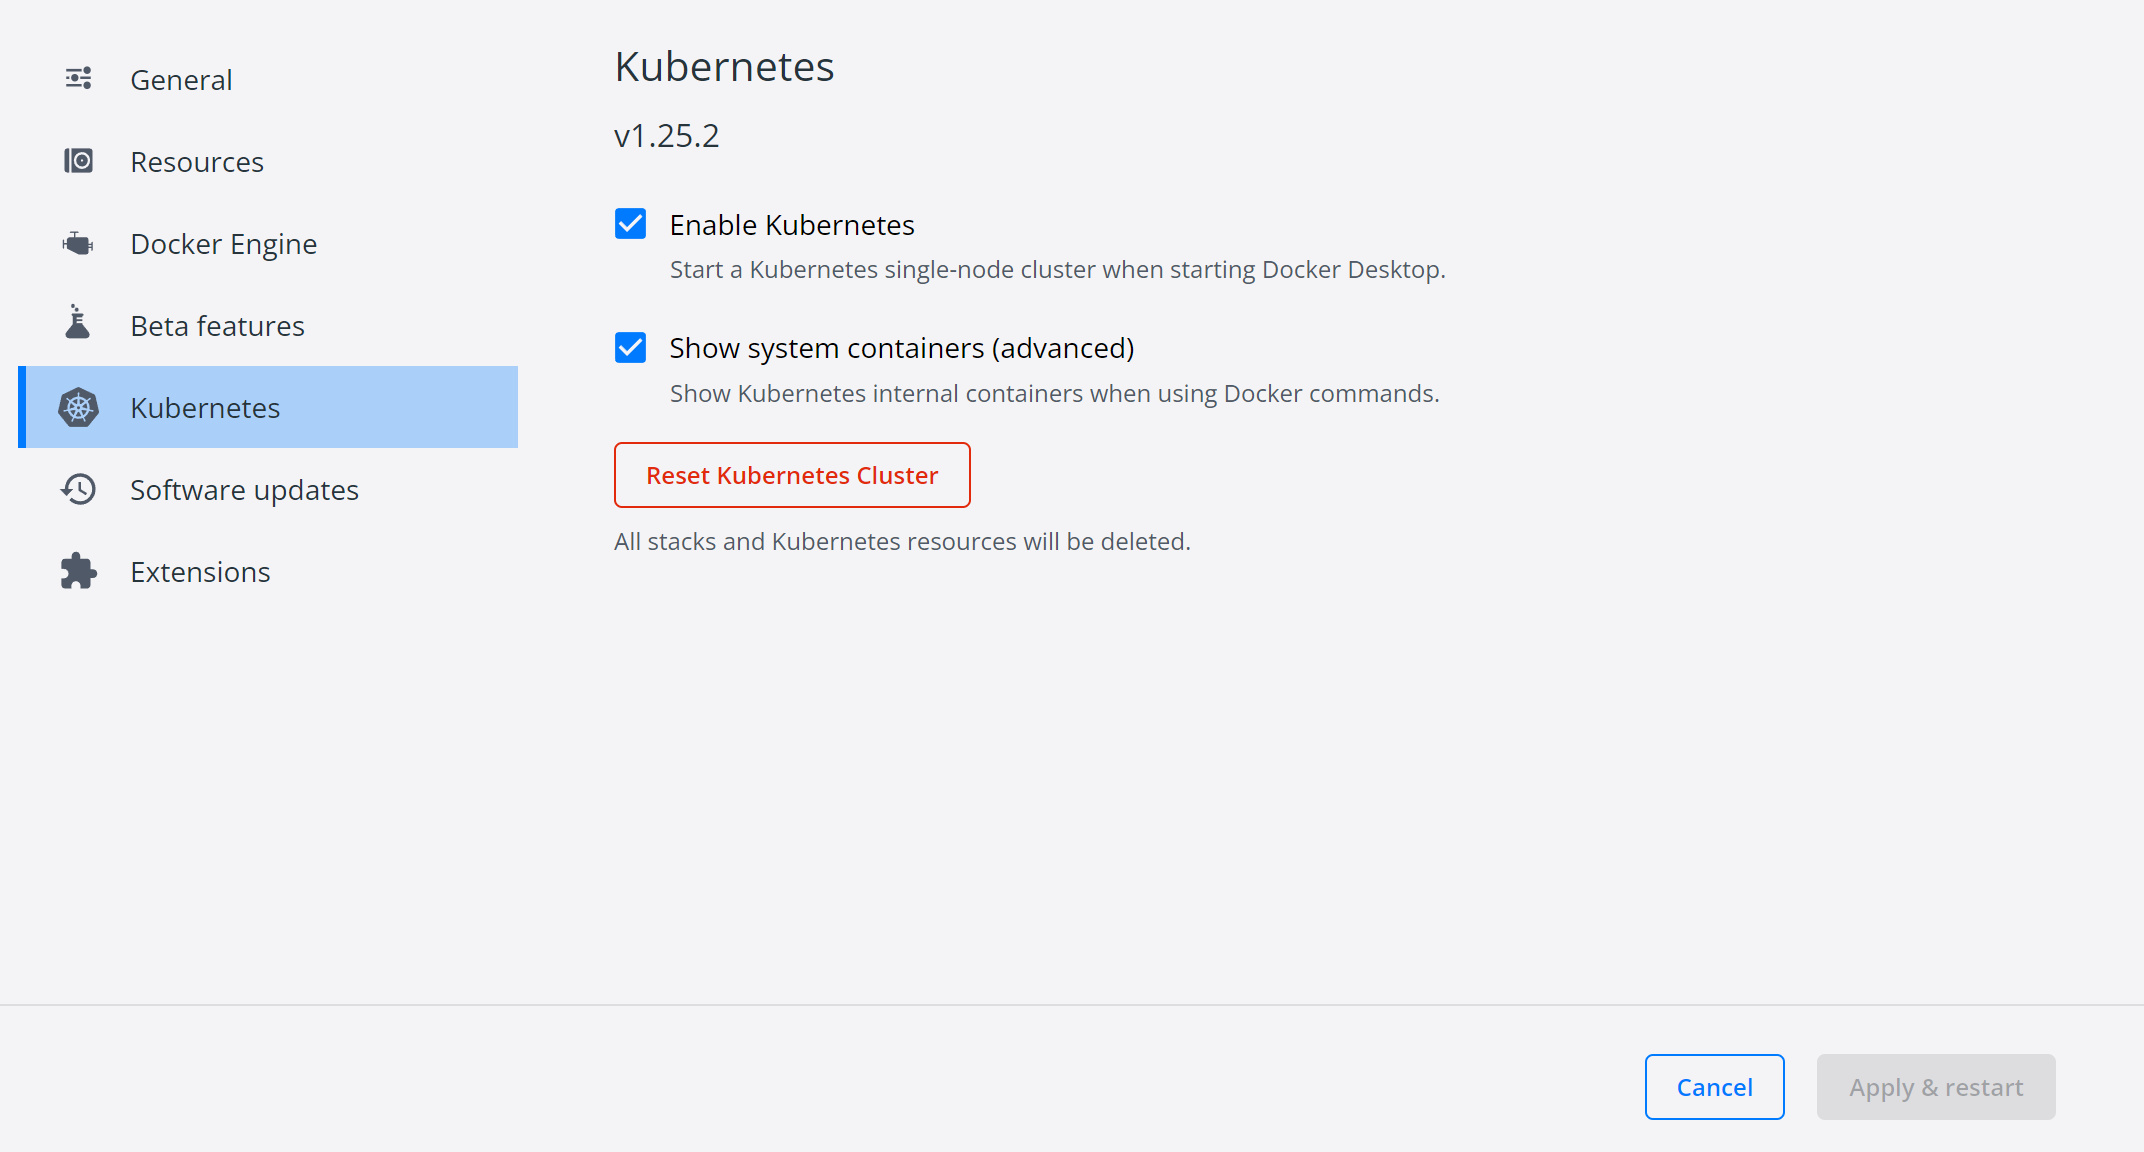 General
Resources
Docker Engine
Beta features
Kubernetes
Software updates
Extensions
Kubernetes
v1.25.2
Enable Kubernetes
Start a Kubernetes single-node cluster when starting Docker Desktop.
Show system containers (advanced)
Show Kubernetes internal containers when using Docker commands.
Reset Kubernetes Cluster
All stacks and Kubernetes resources will be deleted.
Cancel
Apply & restart